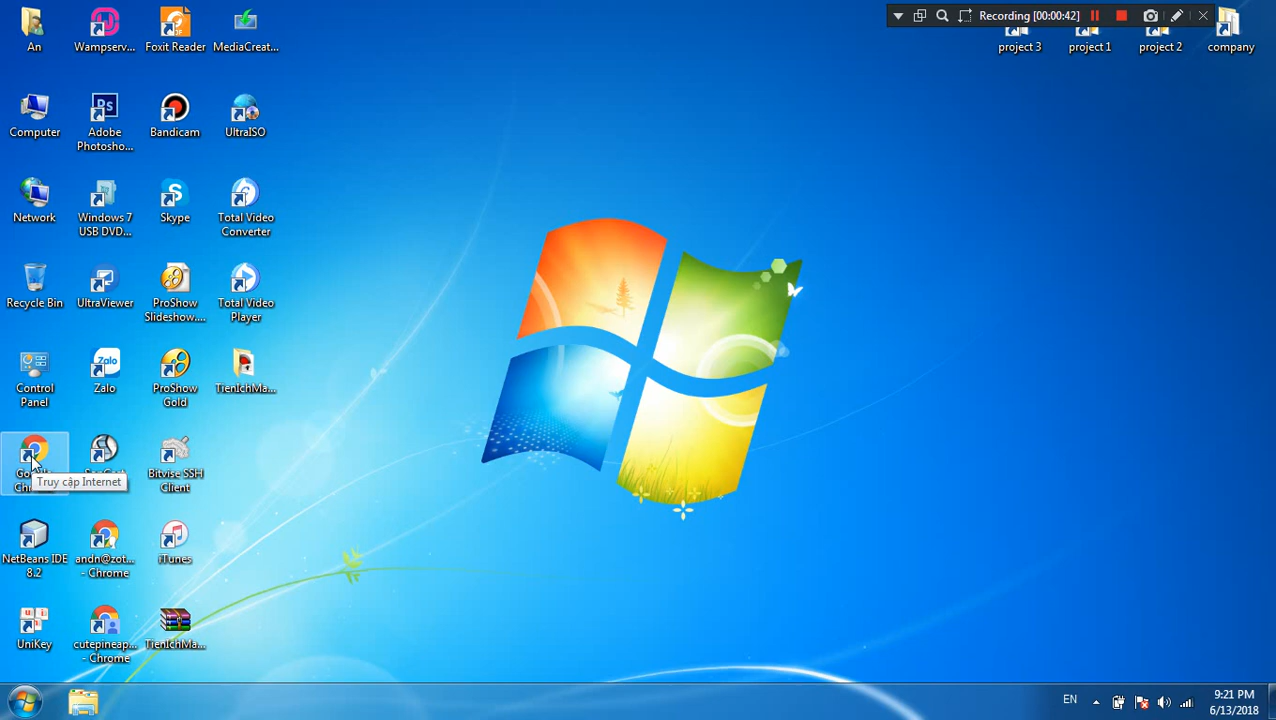 Recording [00:00:42]
An
Wampserv...
Foxit Reader
MediaCreat...
project 3
project 1
project 2
company
Computer
Adobe
Photosho...
Ps
Bandicam
UltraISO
Network
Windows 7
USB DVD...
Skype
Total Video
Converter
Recycle Bin
UltraViewer
ProShow
Slideshow....
Total Video
Player
Control
Panel
Zalo
Zalo
ProShow
Gold
TienIchMa...
Truy cập Internet
Bitvise SSH
Client
NetBeans IDE
8.2
andn@zot...
- Chrome
iTunes
UniKey
cutepineap...
- Chrome
TienIchMa...
EN
9:21 PM
6/13/2018